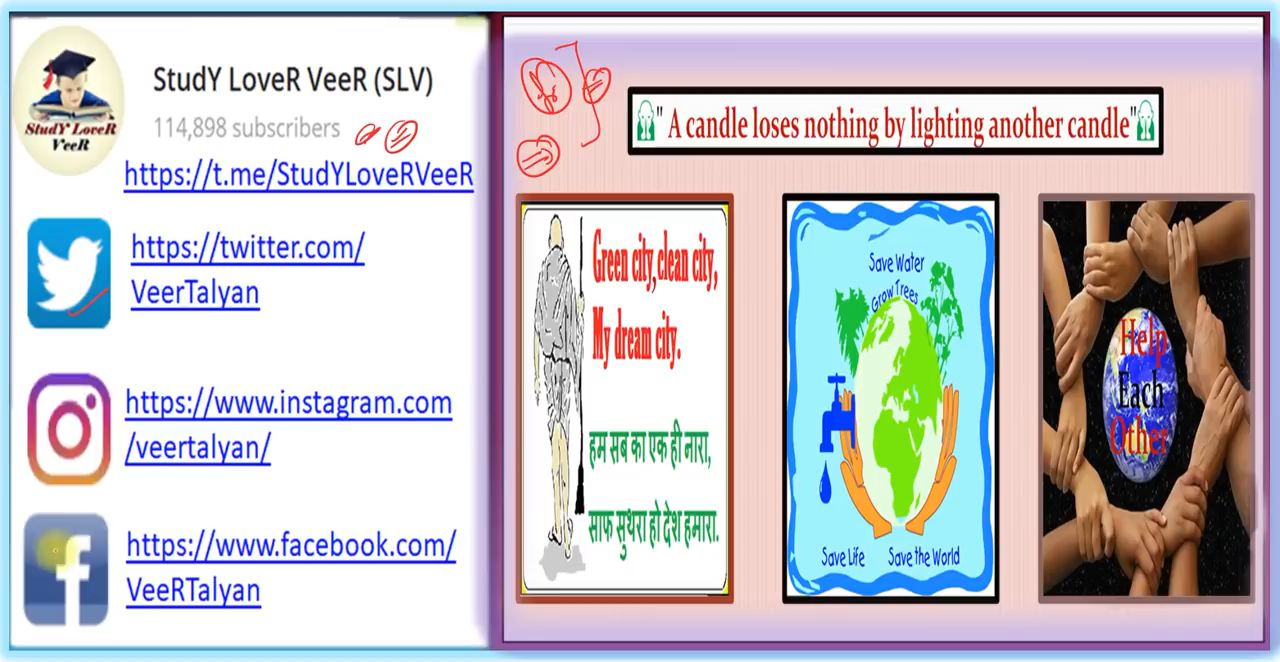 StudY LoveR VeeR
StudY LoveR VeeR (SLV)
114,898 subscribers
https://t.me/StudYLoveRVeeR
https://twitter.com/
VeerTalyan
https://www.instagram.com
/veertalyan/
https://www.facebook.com/
VeeRTalyan
" A candle loses nothing by lighting another candle"
Green city,clean city,
My dream city.
हम सब का एक ही नारा,
साफ सुथरा हो देश हमारा.
Save Water
Grow Trees
Save Life Save the World
Help
Each
Other